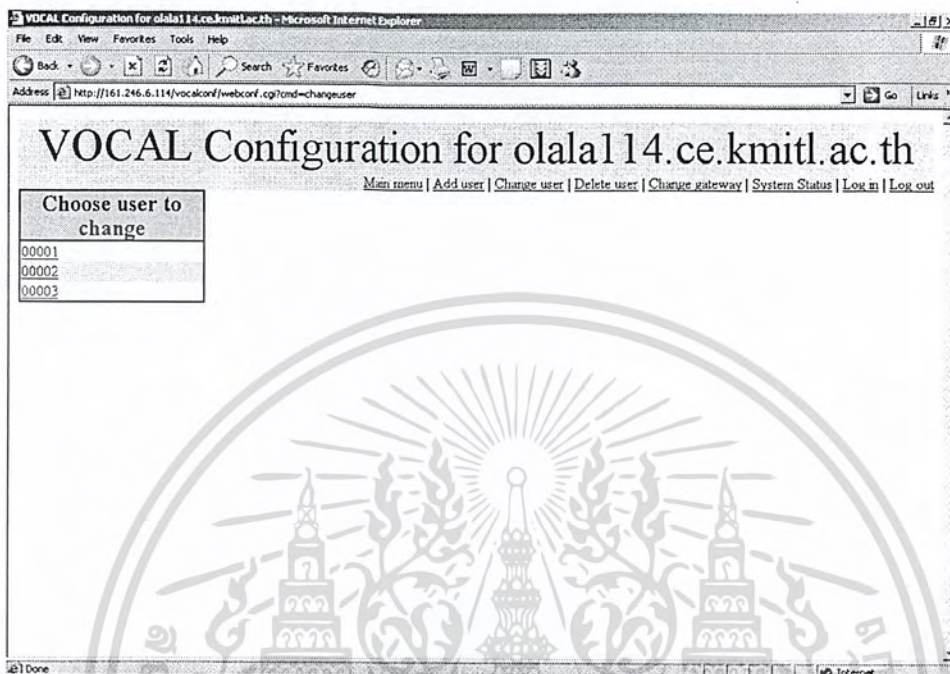 VOCAL Configuration for olala114.ce.kmitl.ac.th - Microsoft Internet Explorer
File Edit View Favorites Tools Help
Back Search Favorites
Address http://161.246.6.114/vocalconf/webconf.cgi?cmd=changeuser Go Links
VOCAL Configuration for olala114.ce.kmitl.ac.th
Main menu | Add user | Change user | Delete user | Change gateway | System Status | Log in | Log out
Choose user to
change
00001
00002
00003
Done Internet